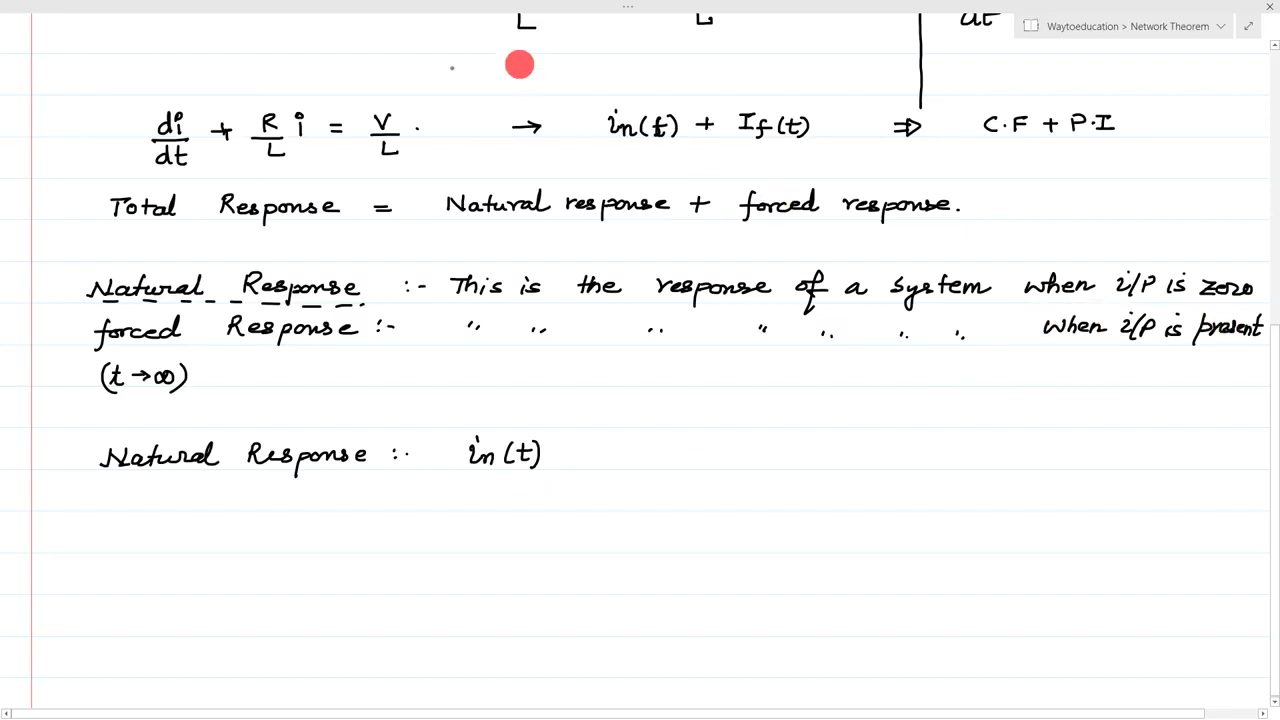 L L dt
Waytoeducation > Network Theorem
di/dt + R/L i = V/L . → in(t) + If(t) ⇒ C.F + P.I
Total Response = Natural response + forced response.
Natural Response :- This is the response of a system when i/P is zero
forced Response :- " " " " " " " when i/P is present
(t → ∞)
Natural Response :- in(t)